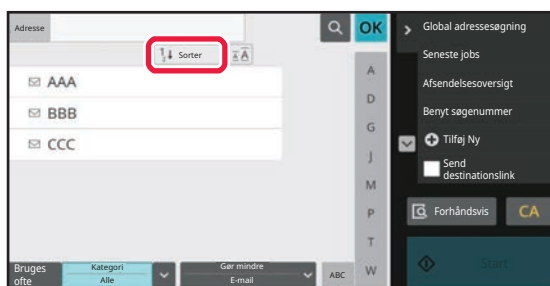 Adresse
OK
Global adressesøgning
Sorter
AA
Seneste jobs
AAA
A
Afsendelsesoversigt
BBB
D
Benyt søgenummer
CCC
G
Tilføj Ny
J
Send
destinationslink
M
P
Forhåndsvis
CA
T
Bruges
ofte
Kategori
Alle
Gør mindre
E-mail
ABC
W
Start